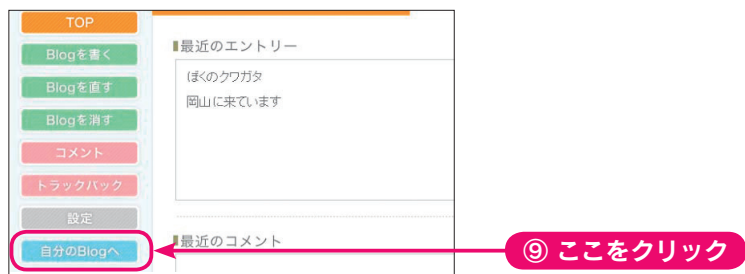 TOP
Blogを書く
Blogを直す
Blogを消す
コメント
トラックバック
設定
自分のBlogへ
最近のエントリー
ぼくのクワガタ
岡山に来ています
最近のコメント
⑨ ここをクリック